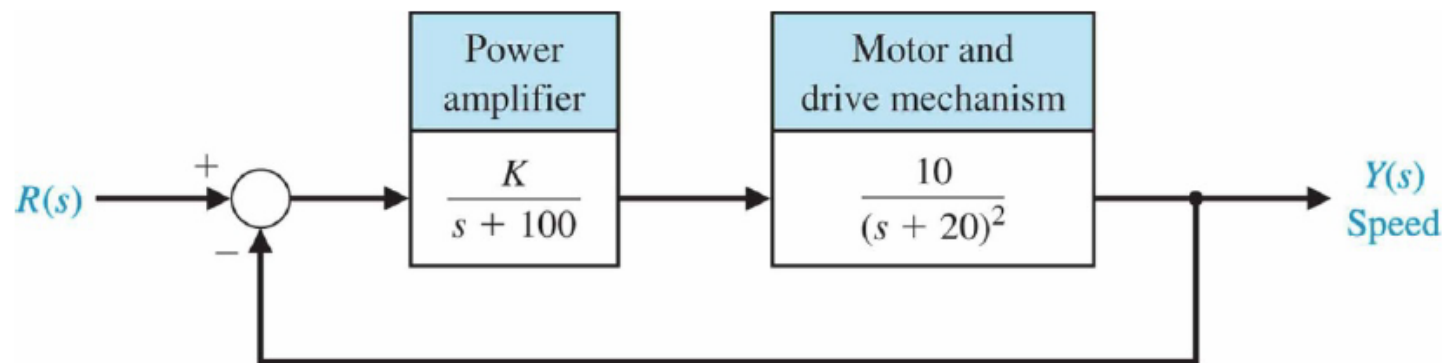 Power
amplifier
Motor and
drive mechanism
R(s)
+
−
K
s + 100
10
(s + 20)²
Y(s)
Speed